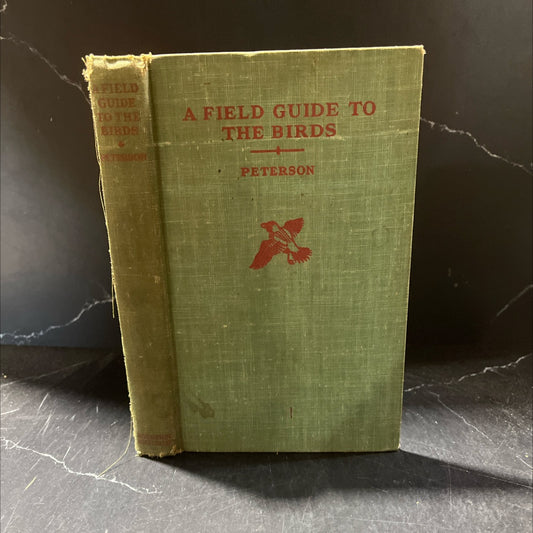 A FIELD
GUIDE
TO THE
BIRDS
PETERSON
A FIELD GUIDE TO
THE BIRDS
PETERSON